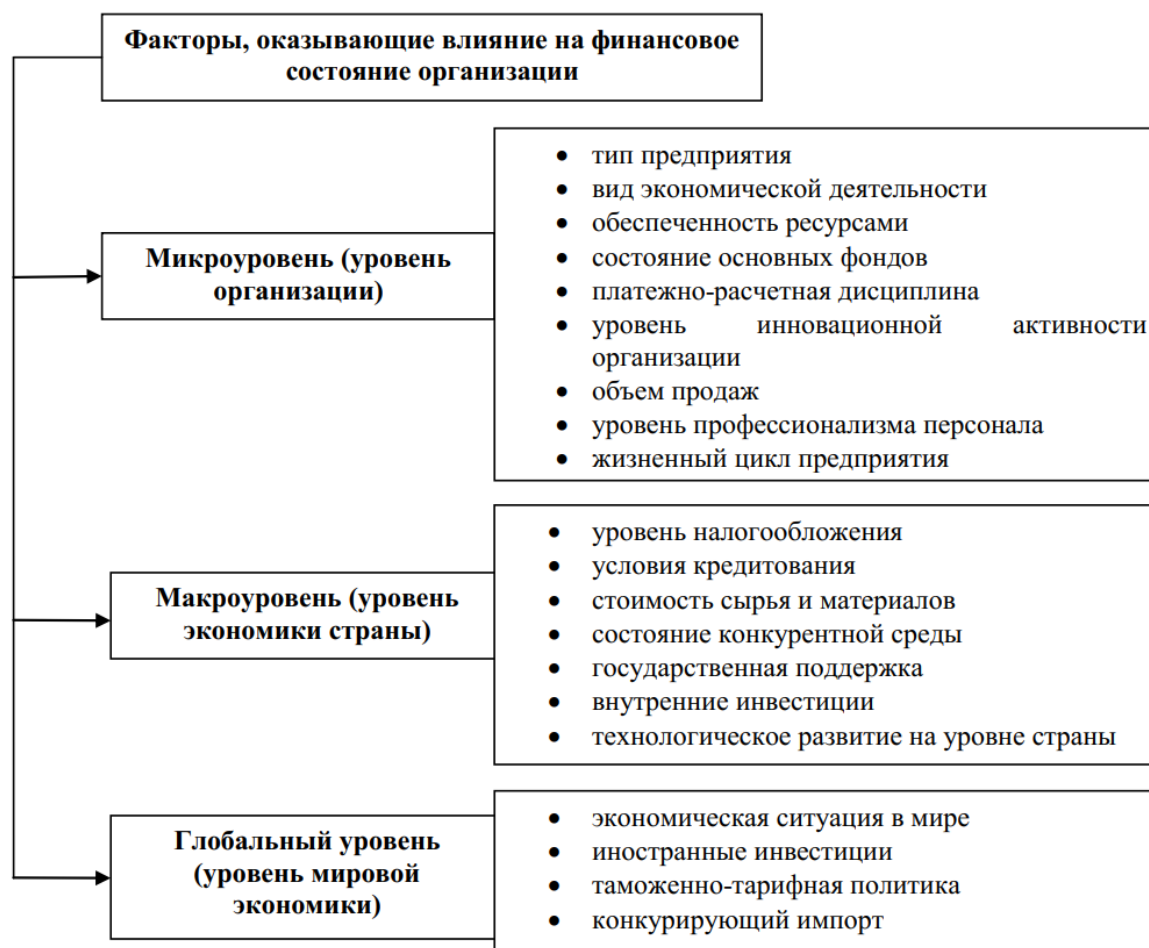 Факторы, оказывающие влияние на финансовое
состояние организации
Микроуровень (уровень
организации)
• тип предприятия
• вид экономической деятельности
• обеспеченность ресурсами
• состояние основных фондов
• платежно-расчетная дисциплина
• уровень инновационной активности
организации
• объем продаж
• уровень профессионализма персонала
• жизненный цикл предприятия
Макроуровень (уровень
экономики страны)
• уровень налогообложения
• условия кредитования
• стоимость сырья и материалов
• состояние конкурентной среды
• государственная поддержка
• внутренние инвестиции
• технологическое развитие на уровне страны
Глобальный уровень
(уровень мировой
экономики)
• экономическая ситуация в мире
• иностранные инвестиции
• таможенно-тарифная политика
• конкурирующий импорт